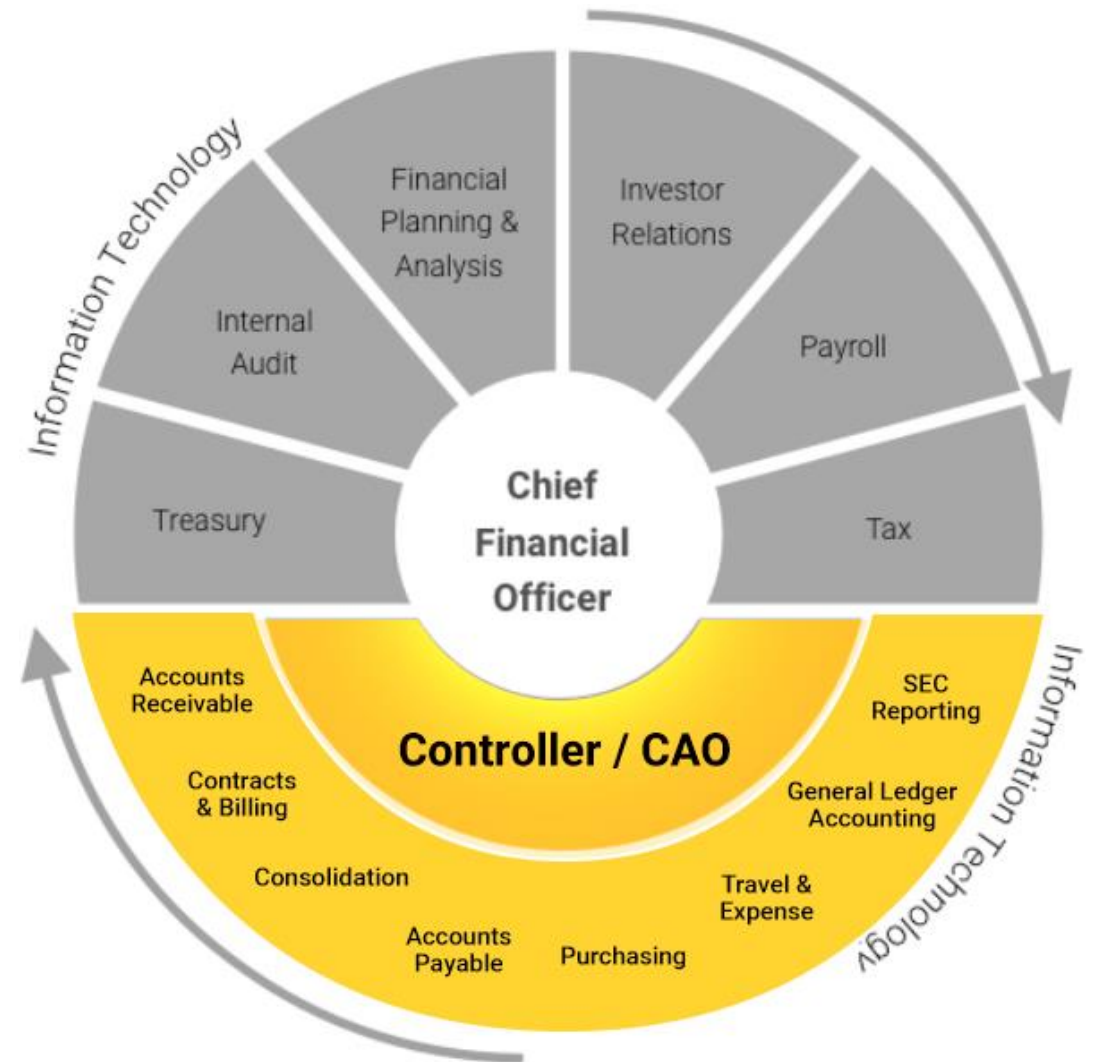 Information Technology
Financial
Planning &
Analysis
Investor
Relations
Internal
Audit
Payroll
Treasury
Tax
Chief
Financial
Officer
Controller / CAO
Accounts
Receivable
Contracts
& Billing
Consolidation
Accounts
Payable
Purchasing
Travel &
Expense
General Ledger
Accounting
SEC
Reporting
Information Technology